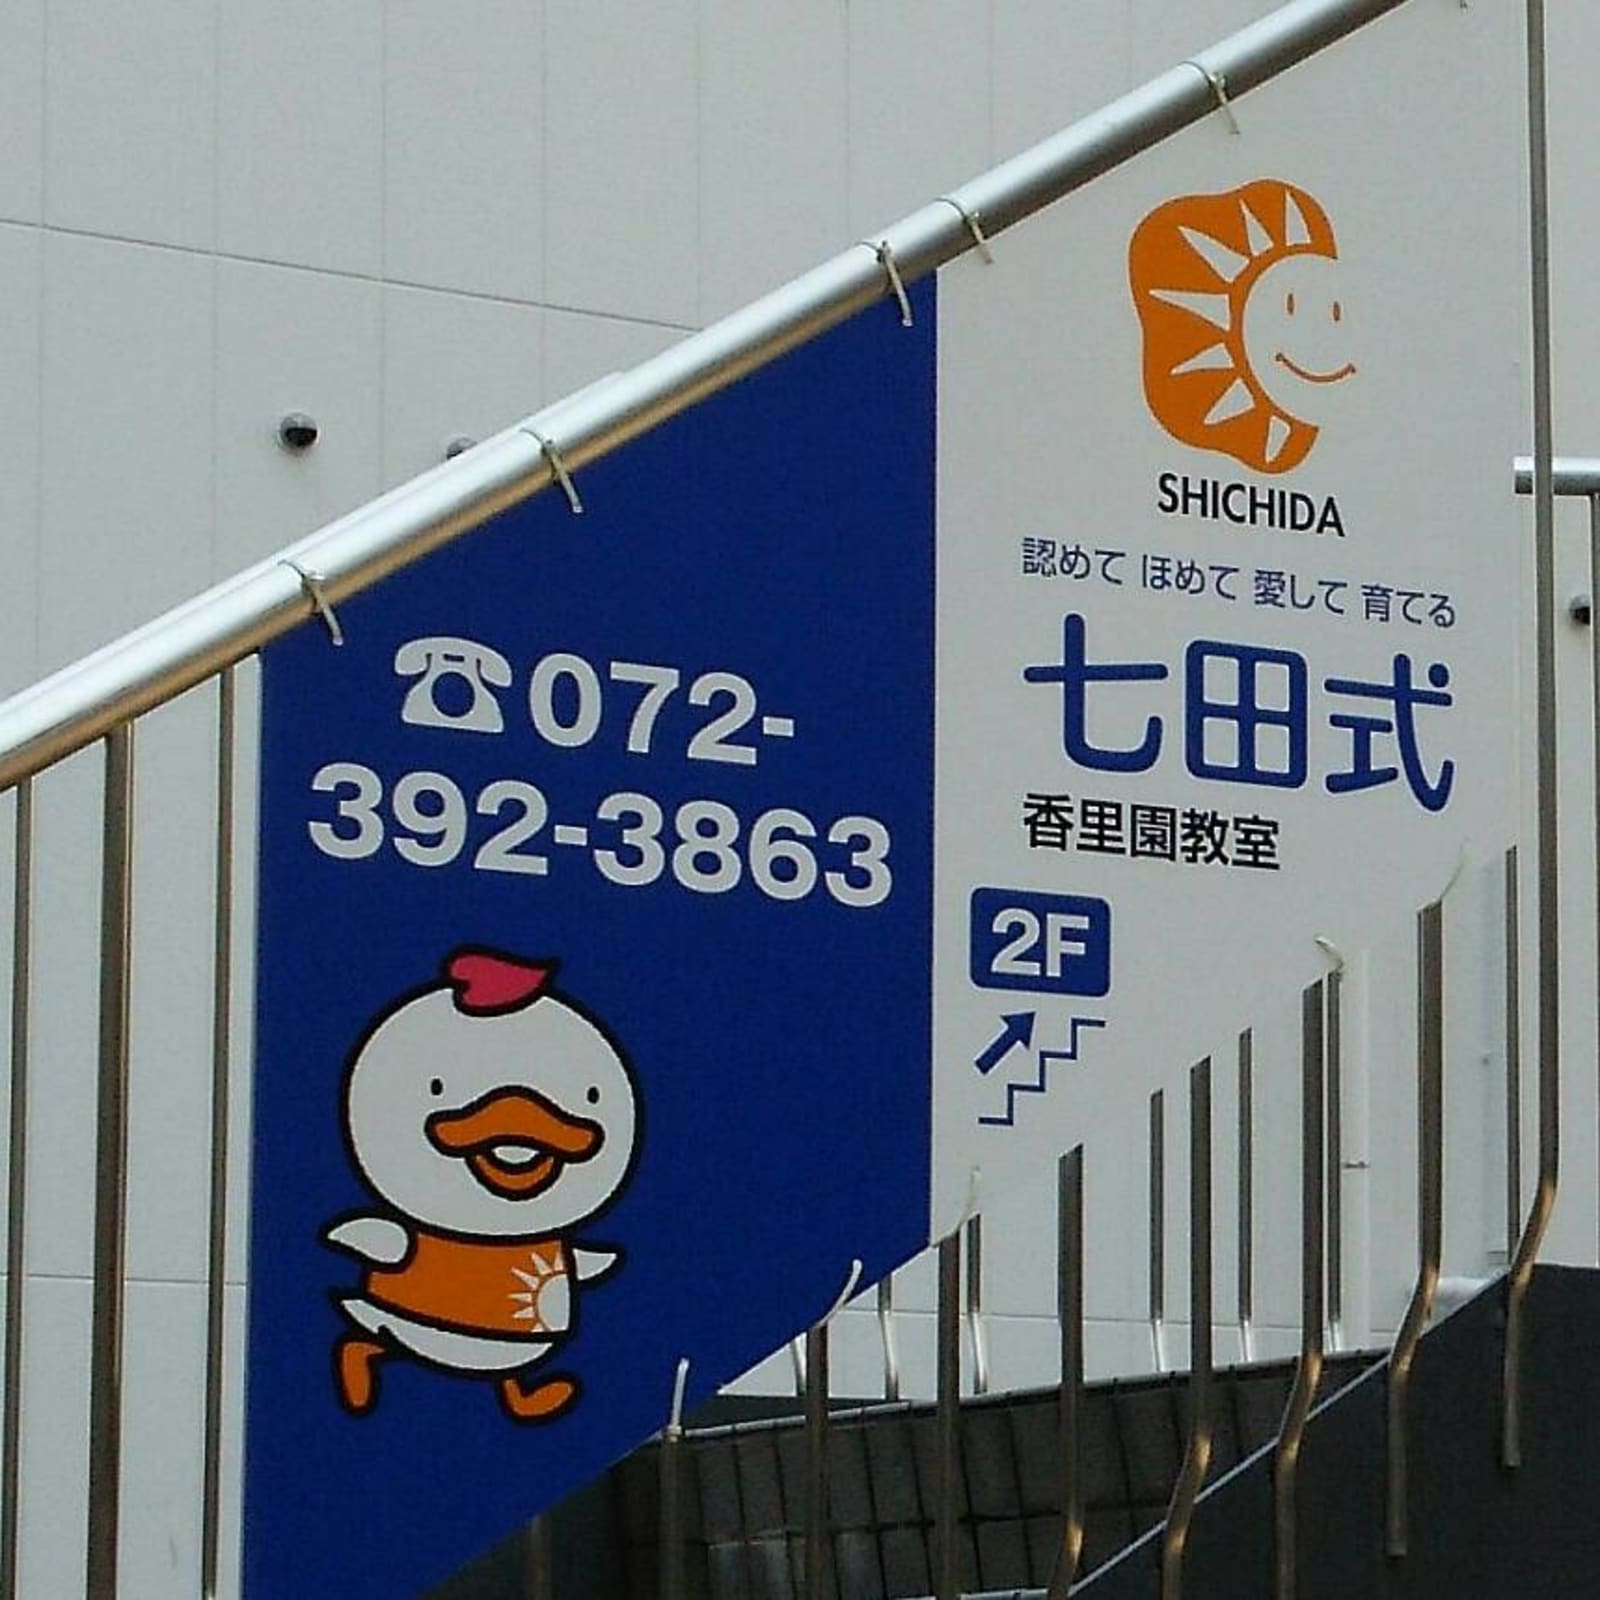 ☎072-
392-3863
SHICHIDA
認めて ほめて 愛して 育てる
七田式
香里園教室
2F